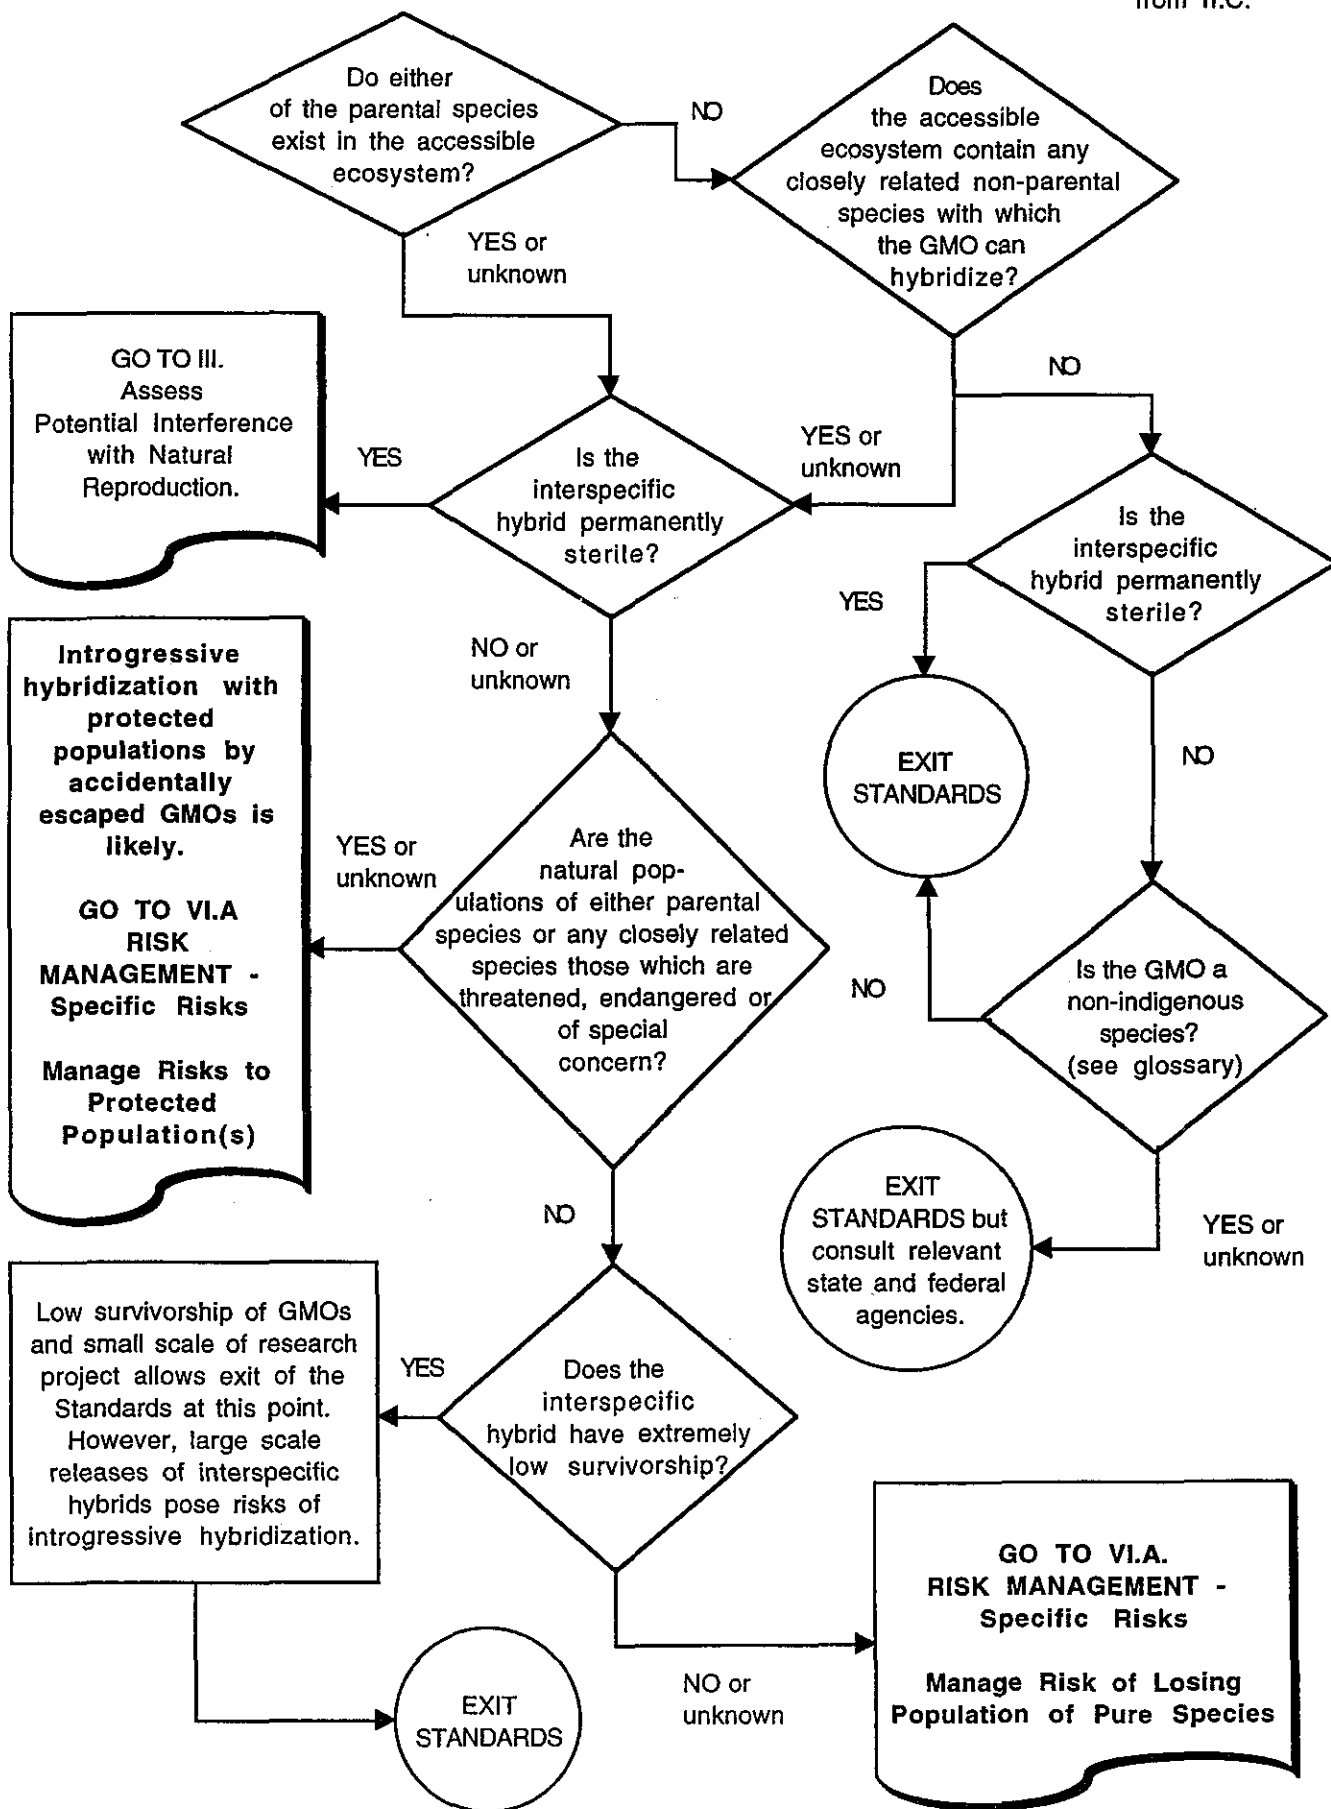 from II.C.
Do either
of the parental species
exist in the accessible
ecosystem?
NO
Does
the accessible
ecosystem contain any
closely related non-parental
species with which
the GMO can
hybridize?
YES or
unknown
NO
GO TO III.
Assess
Potential Interference
with Natural
Reproduction.
YES
Is the
interspecific
hybrid permanently
sterile?
YES or
unknown
Is the
interspecific
hybrid permanently
sterile?
YES
EXIT
STANDARDS
NO
NO or
unknown
Introgressive
hybridization with
protected
populations by
accidentally
escaped GMOs is
likely.
GO TO VI.A
RISK
MANAGEMENT -
Specific Risks
Manage Risks to
Protected
Population(s)
YES or
unknown
Are the
natural pop-
ulations of either parental
species or any closely related
species those which are
threatened, endangered or
of special
concern?
NO
Is the GMO a
non-indigenous
species?
(see glossary)
EXIT
STANDARDS but
consult relevant
state and federal
agencies.
YES or
unknown
NO
Low survivorship of GMOs
and small scale of research
project allows exit of the
Standards at this point.
However, large scale
releases of interspecific
hybrids pose risks of
introgressive hybridization.
YES
Does the
interspecific
hybrid have extremely
low survivorship?
EXIT
STANDARDS
NO or
unknown
GO TO VI.A.
RISK MANAGEMENT -
Specific Risks
Manage Risk of Losing
Population of Pure Species